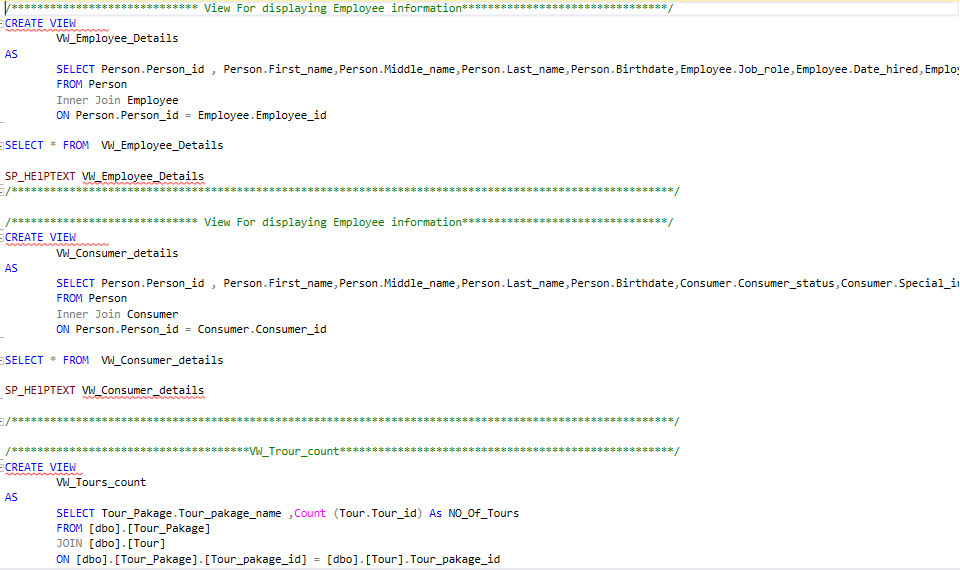 /***************************** View For displaying Employee information********************************/
CREATE VIEW
VW_Employee_Details
AS
SELECT Person.Person_id , Person.First_name,Person.Middle_name,Person.Last_name,Person.Birthdate,Employee.Job_role,Employee.Date_hired,Employ
FROM Person
Inner Join Employee
ON Person.Person_id = Employee.Employee_id
SELECT * FROM  VW_Employee_Details
SP_HElPTEXT VW_Employee_Details
/*******************************************************************************************************/
/***************************** View For displaying Employee information********************************/
CREATE VIEW
VW_Consumer_details
AS
SELECT Person.Person_id , Person.First_name,Person.Middle_name,Person.Last_name,Person.Birthdate,Consumer.Consumer_status,Consumer.Special_in
FROM Person
Inner Join Consumer
ON Person.Person_id = Consumer.Consumer_id
SELECT * FROM  VW_Consumer_details
SP_HElPTEXT VW_Consumer_details
/*******************************************************************************************************/
/*************************************VW_Trour_count****************************************************/
CREATE VIEW
VW_Tours_count
AS
SELECT Tour_Pakage.Tour_pakage_name ,Count (Tour.Tour_id) As NO_Of_Tours
FROM [dbo].[Tour_Pakage]
JOIN [dbo].[Tour]
ON [dbo].[Tour_Pakage].[Tour_pakage_id] = [dbo].[Tour].Tour_pakage_id